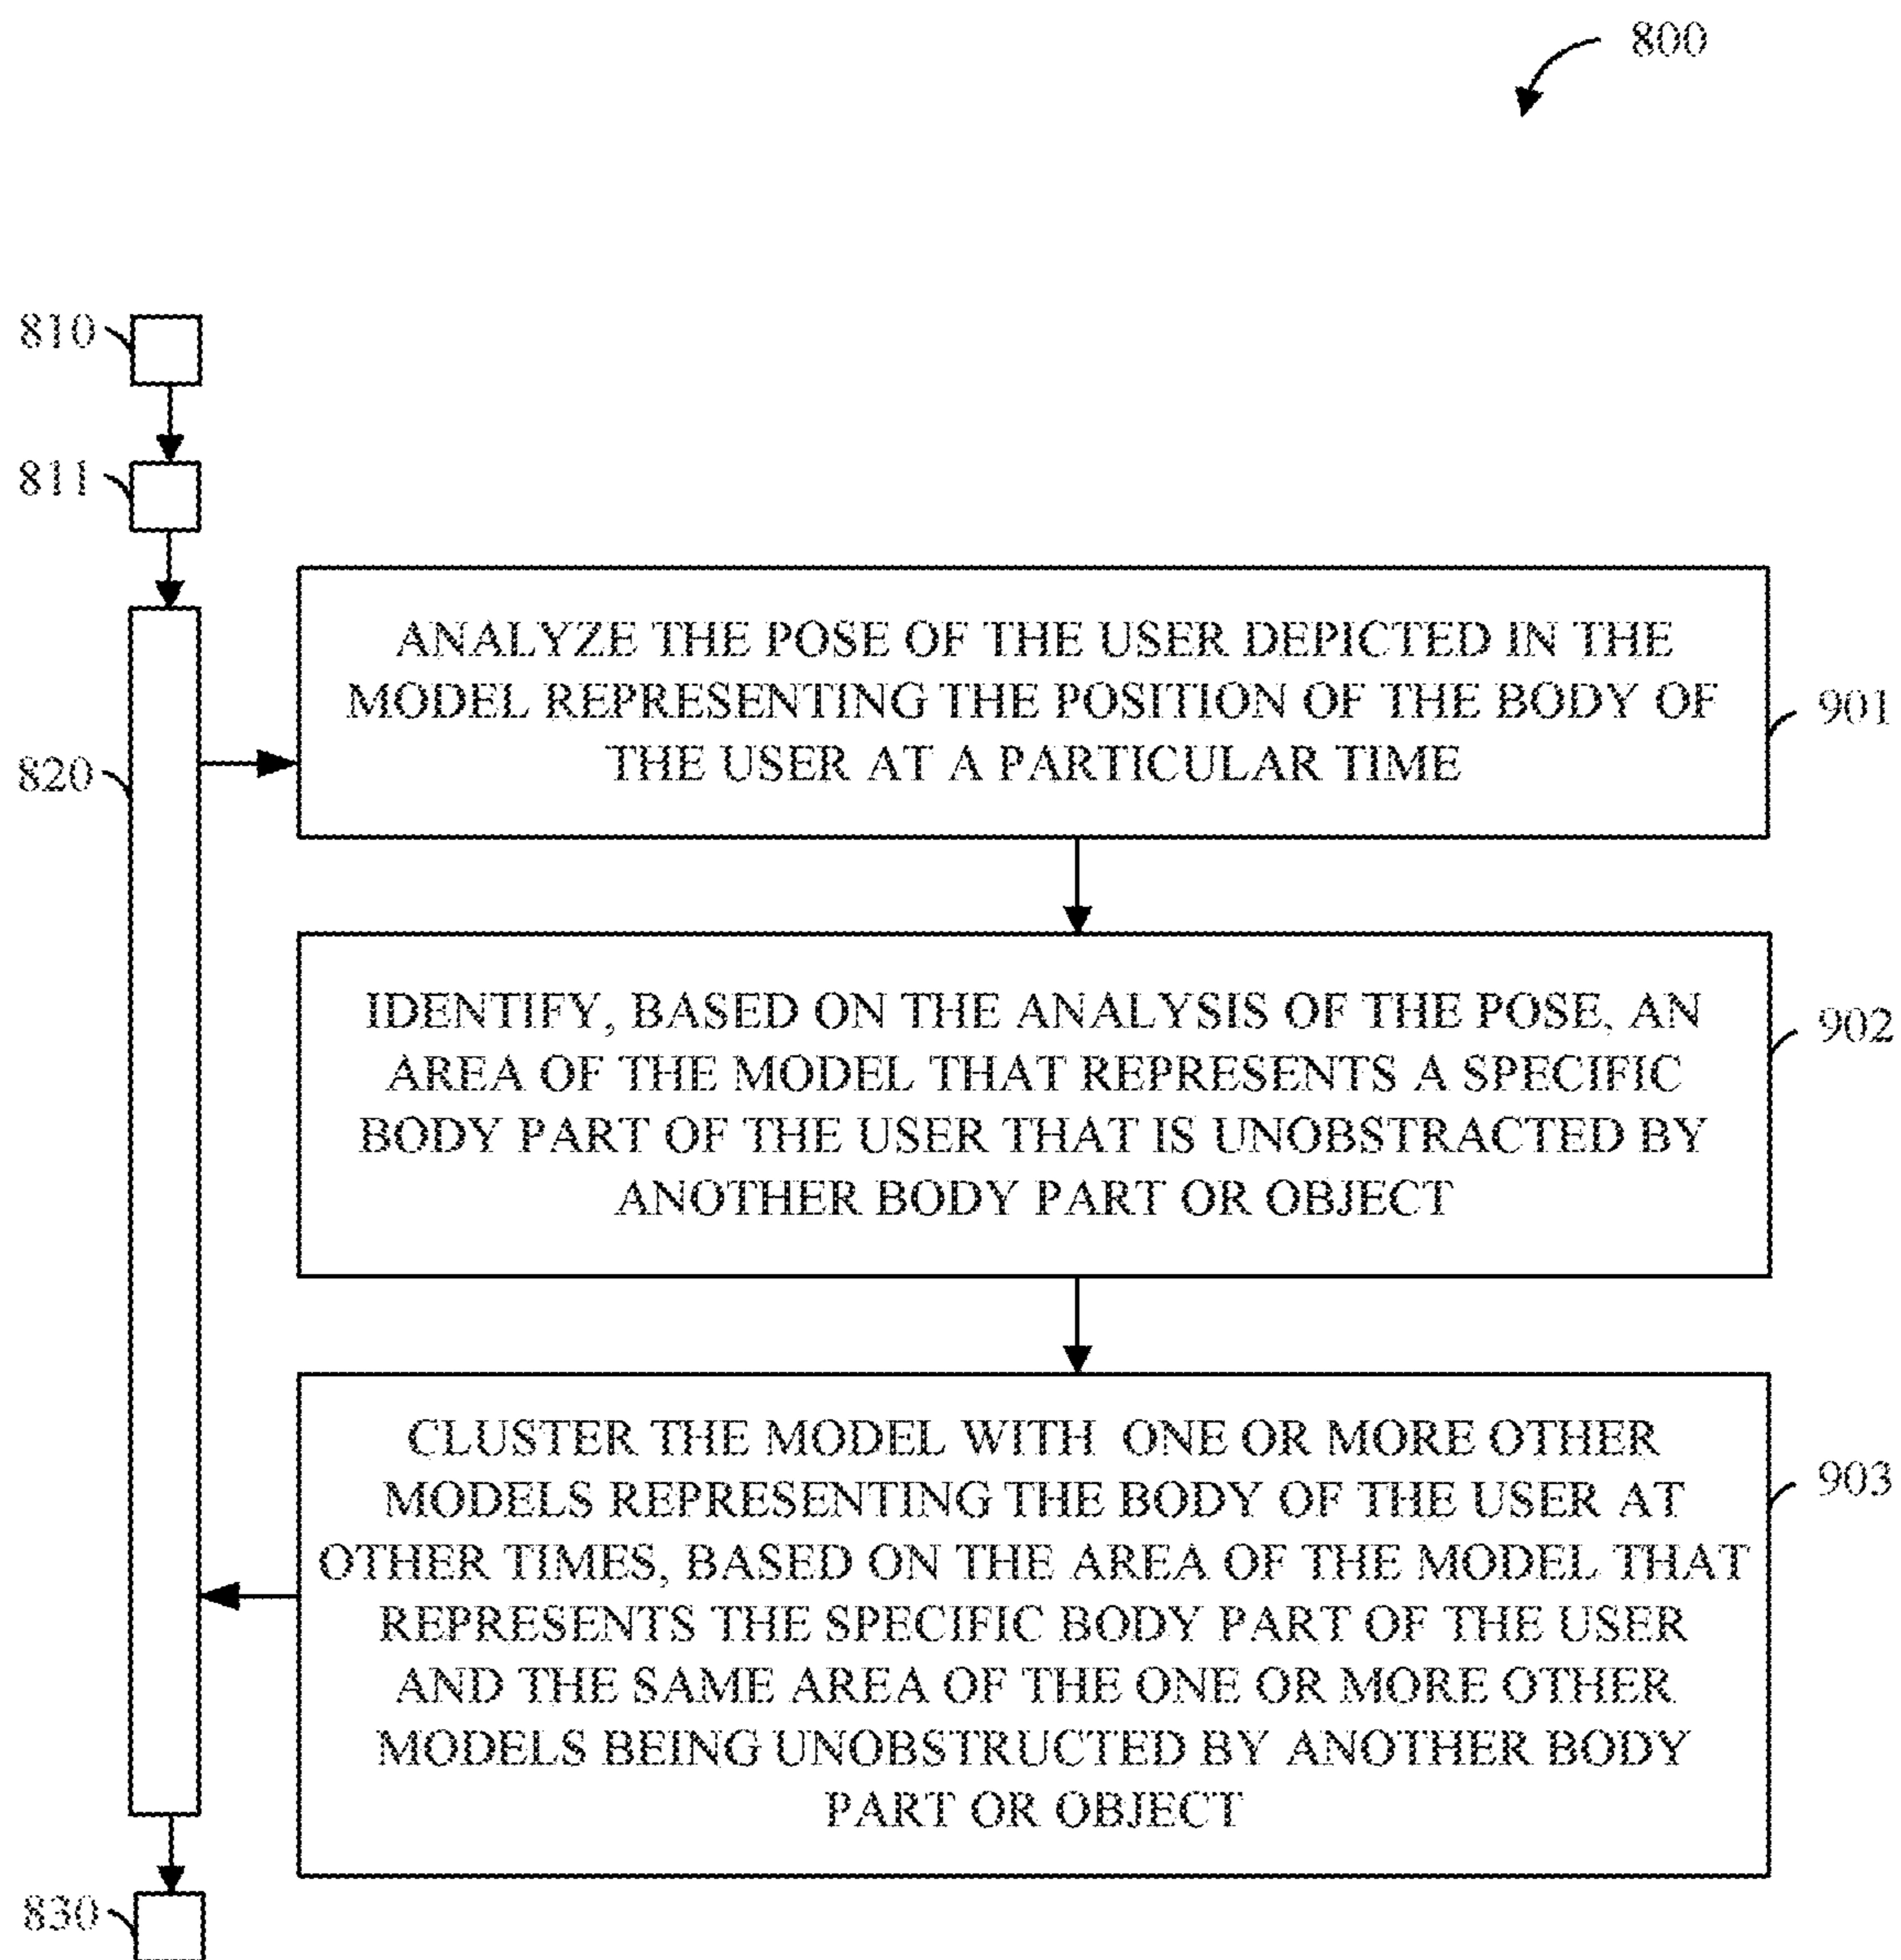 800
810
811
820
ANALYZE THE POSE OF THE USER DEPICTED IN THE
MODEL REPRESENTING THE POSITION OF THE BODY OF
THE USER AT A PARTICULAR TIME
901
IDENTIFY, BASED ON THE ANALYSIS OF THE POSE, AN
AREA OF THE MODEL THAT REPRESENTS A SPECIFIC
BODY PART OF THE USER THAT IS UNOBSTRACTED BY
ANOTHER BODY PART OR OBJECT
902
CLUSTER THE MODEL WITH ONE OR MORE OTHER
MODELS REPRESENTING THE BODY OF THE USER AT
OTHER TIMES, BASED ON THE AREA OF THE MODEL THAT
REPRESENTS THE SPECIFIC BODY PART OF THE USER
AND THE SAME AREA OF THE ONE OR MORE OTHER
MODELS BEING UNOBSTRUCTED BY ANOTHER BODY
PART OR OBJECT
903
830